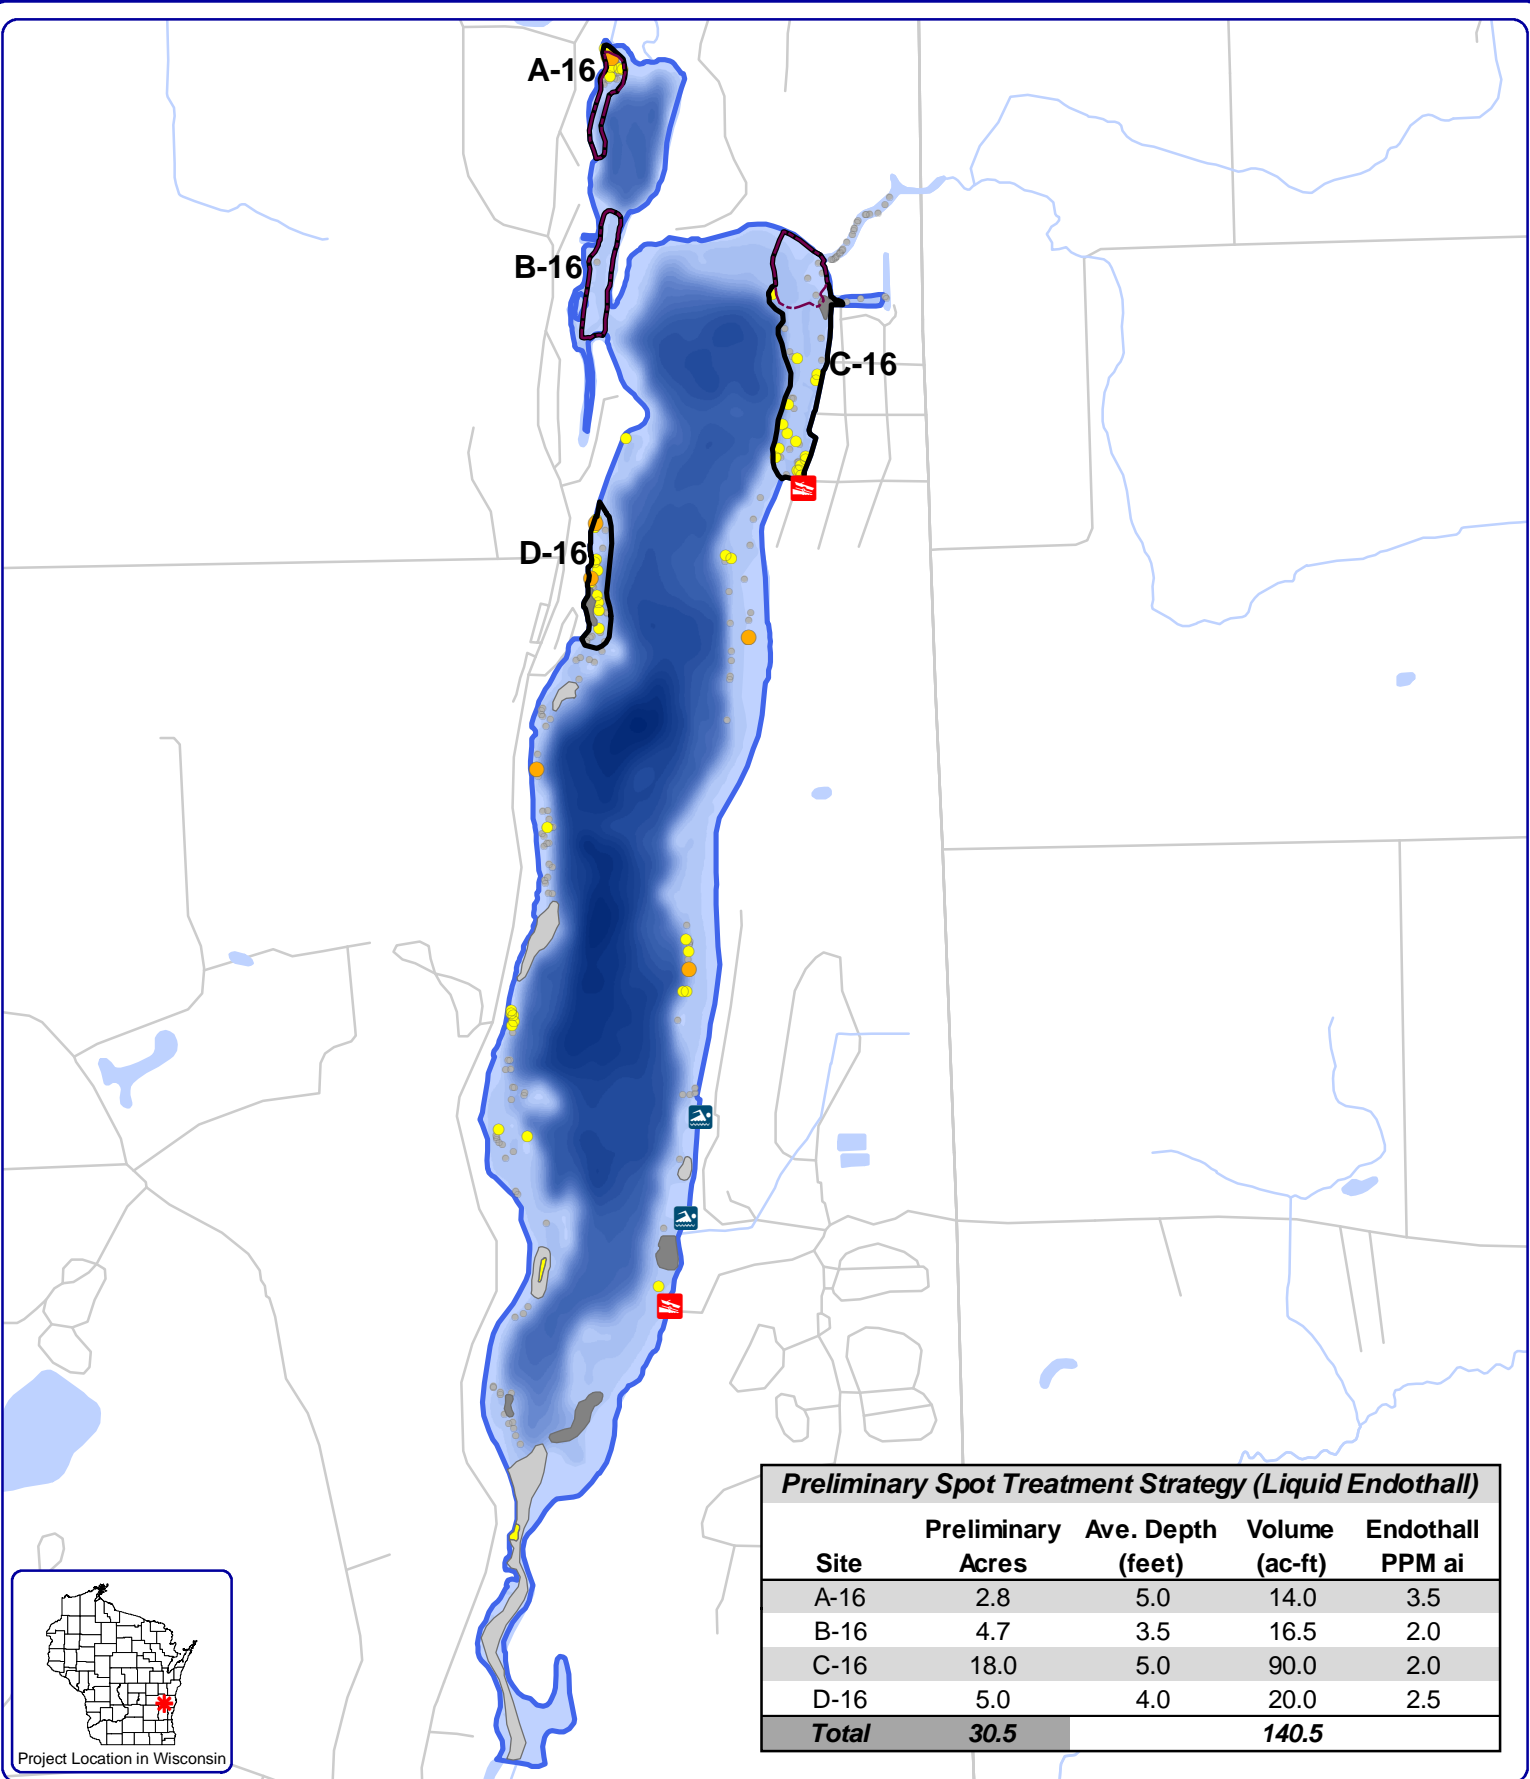 A-16
B-16
C-16
D-16
Preliminary Spot Treatment Strategy (Liquid Endothall)
Preliminary Ave. Depth Volume Endothall
Site Acres (feet) (ac-ft) PPM ai
A-16 2.8 5.0 14.0 3.5
B-16 4.7 3.5 16.5 2.0
C-16 18.0 5.0 90.0 2.0
D-16 5.0 4.0 20.0 2.5
Total 30.5 140.5
Project Location in Wisconsin